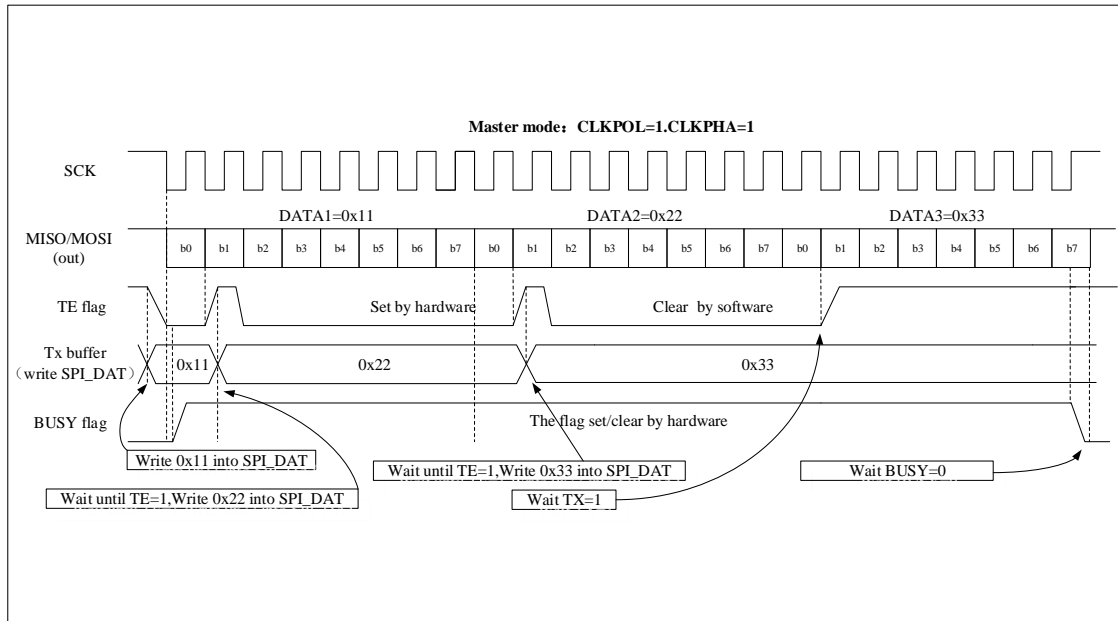 Master mode：CLKPOL=1.CLKPHA=1
SCK
DATA1=0x11 DATA2=0x22 DATA3=0x33
MISO/MOSI
(out)
b0 b1 b2 b3 b4 b5 b6 b7 b0 b1 b2 b3 b4 b5 b6 b7 b0 b1 b2 b3 b4 b5 b6 b7
TE flag
Set by hardware
Clear by software
Tx buffer
（write SPI_DAT）
0x11 0x22 0x33
BUSY flag
The flag set/clear by hardware
Write 0x11 into SPI_DAT
Wait until TE=1,Write 0x33 into SPI_DAT
Wait BUSY=0
Wait until TE=1,Write 0x22 into SPI_DAT
Wait TX=1